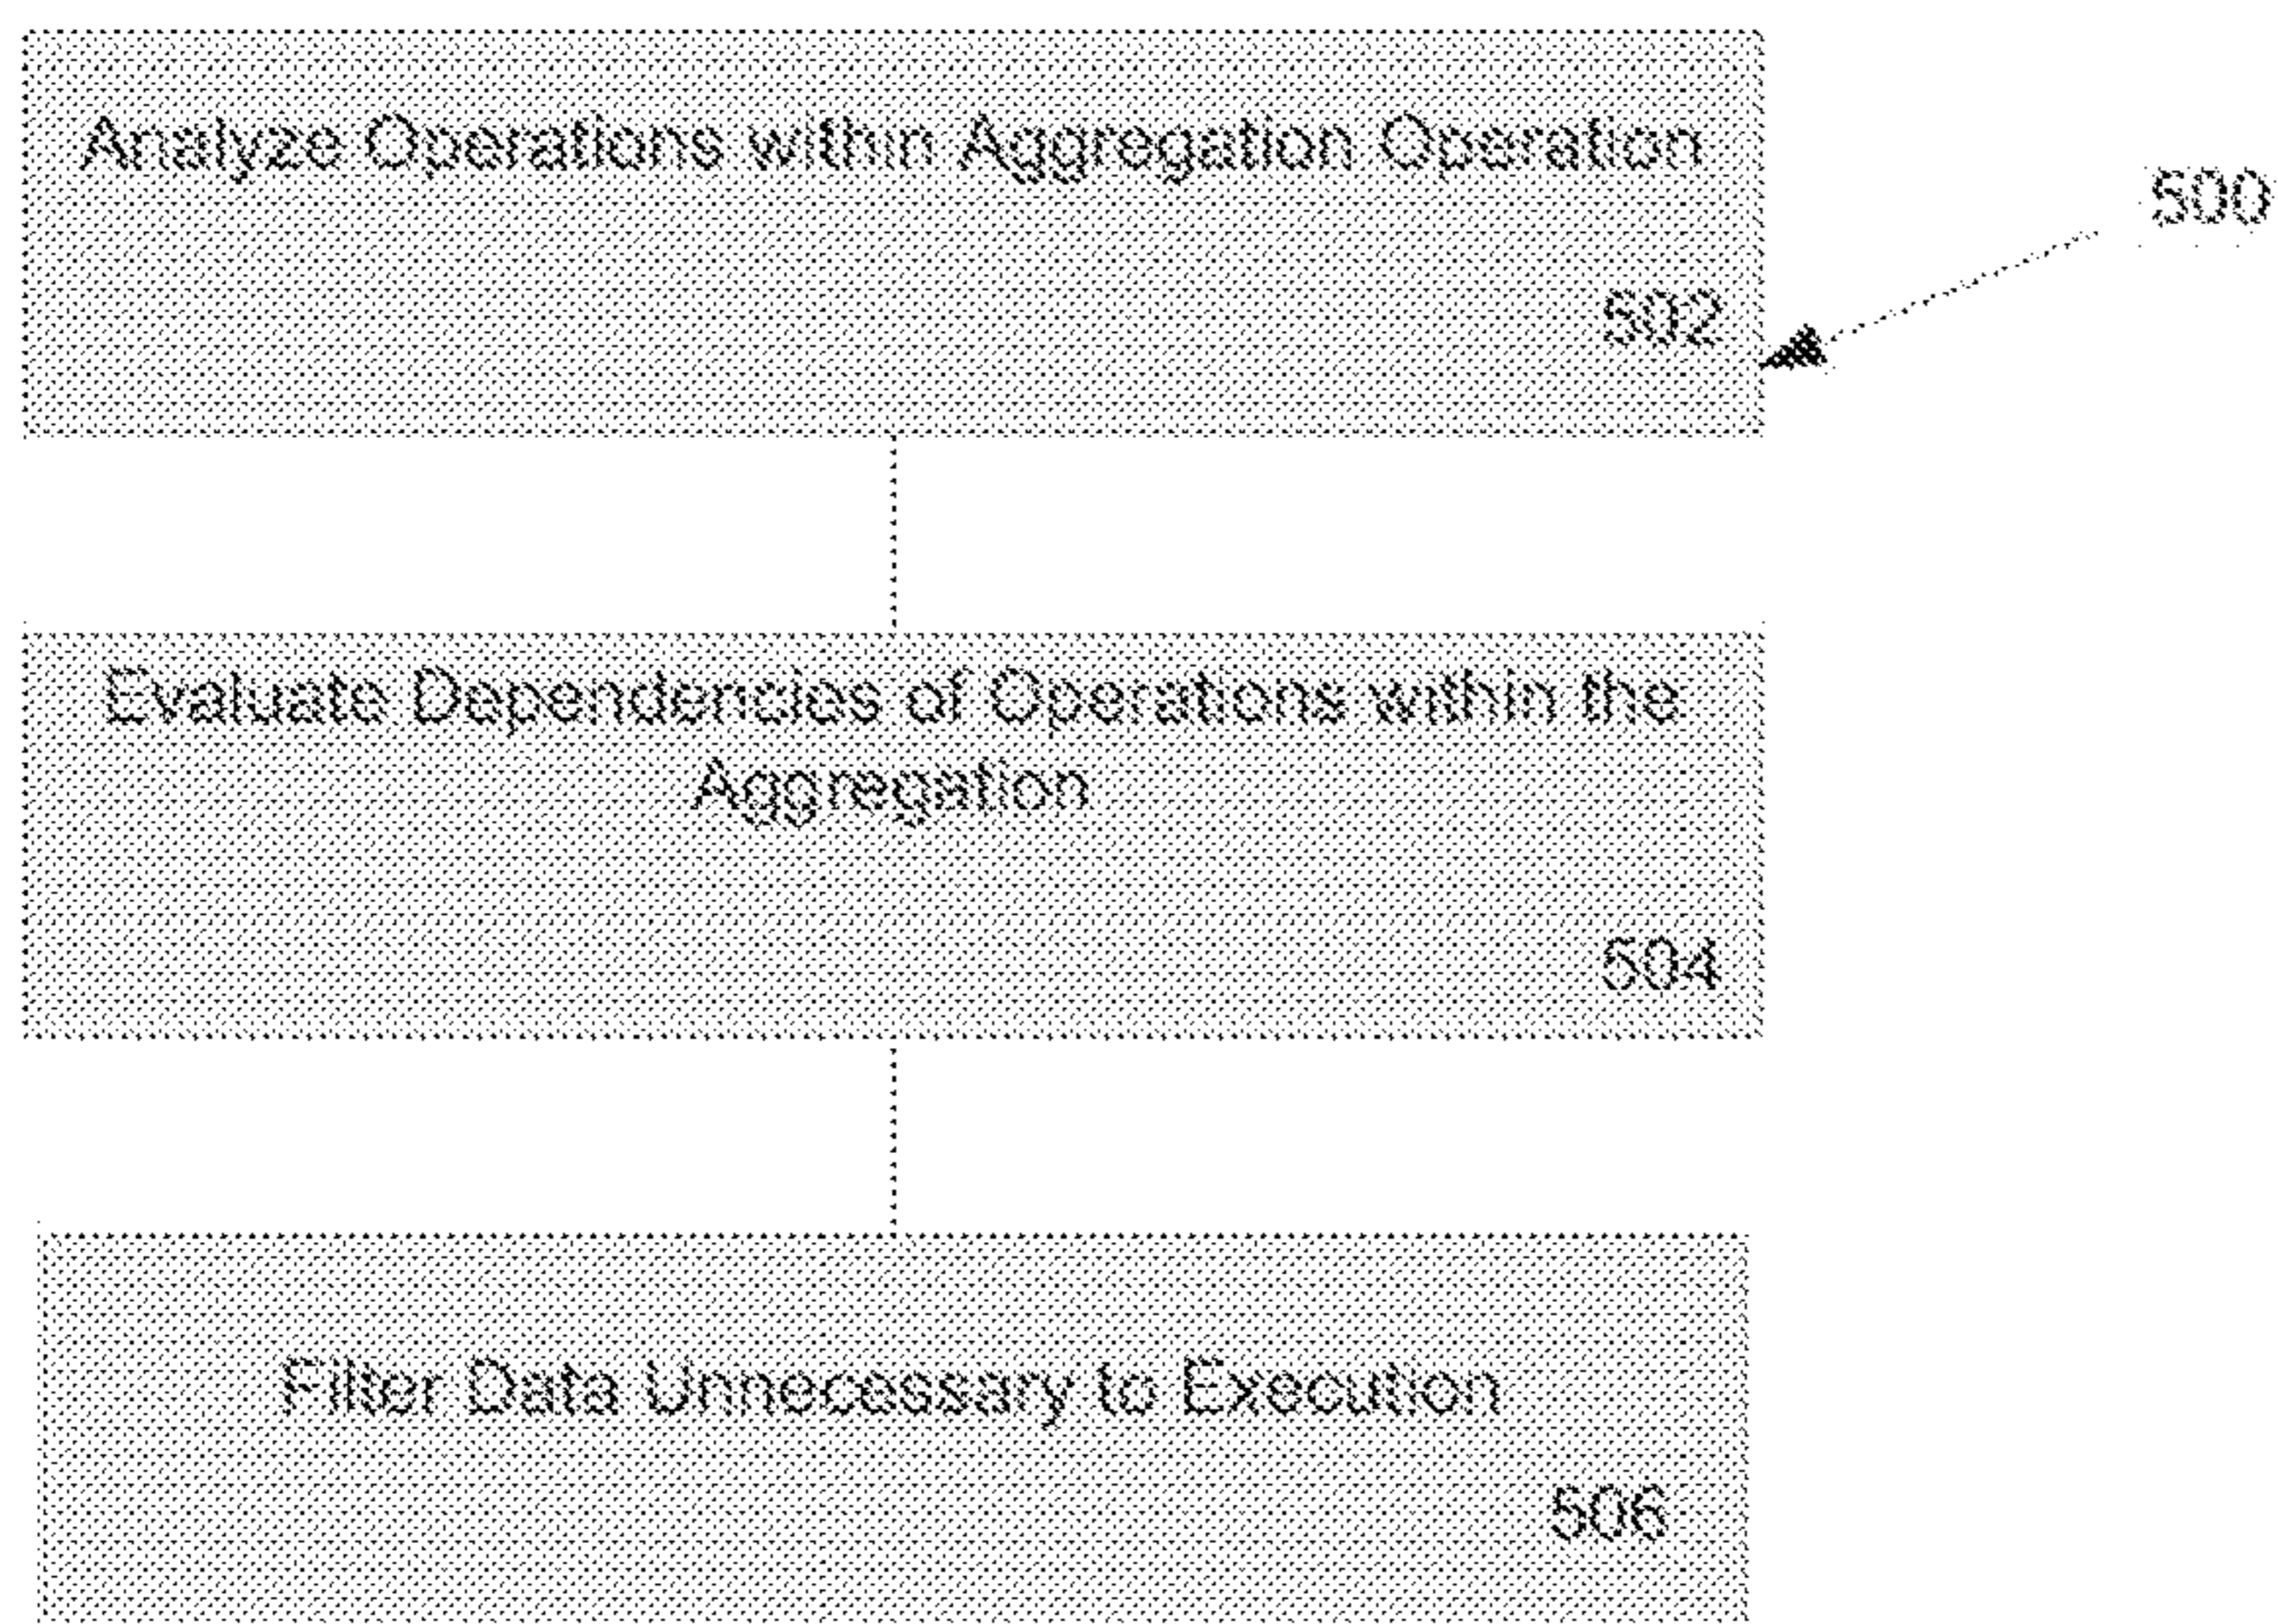 Analyze Operations within Aggregation Operation
500
502
Evaluate Dependencies of Operations within the
Aggregation
504
Filter Data Unnecessary to Execution
506